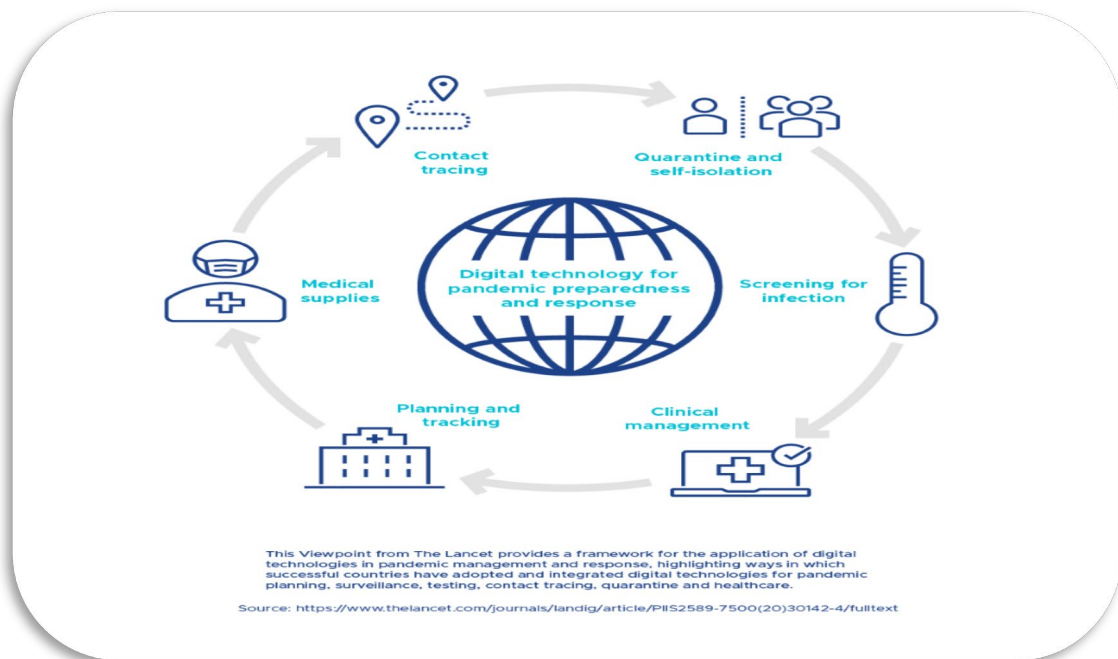 Contact
tracing
Quarantine and
self-isolation
Medical
supplies
Digital technology for
pandemic preparedness
and response
Screening for
infection
Planning and
tracking
Clinical
management
This Viewpoint from The Lancet provides a framework for the application of digital
technologies in pandemic management and response, highlighting ways in which
successful countries have adopted and integrated digital technologies for pandemic
planning, surveillance, testing, contact tracing, quarantine and healthcare.
Source: https://www.thelancet.com/journals/landig/article/PIIS2589-7500(20)30142-4/fulltext